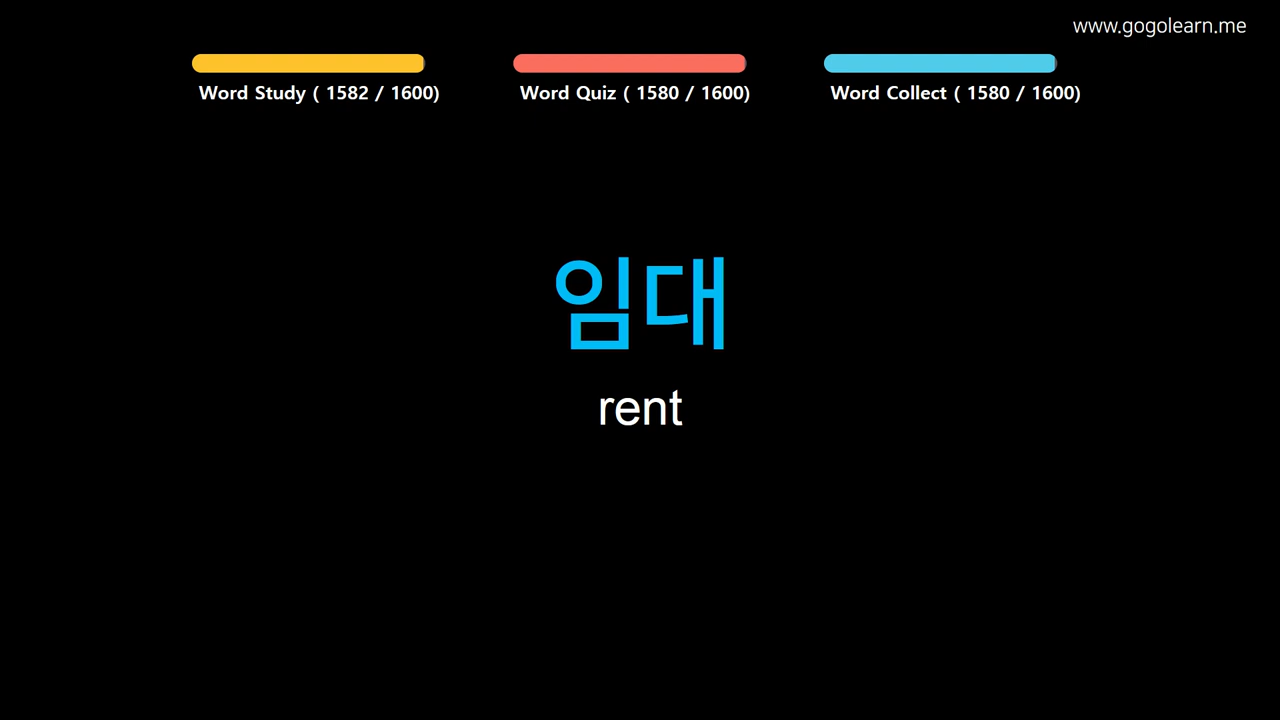 www.gogolearn.me
Word Study ( 1582 / 1600)
Word Quiz ( 1580 / 1600)
Word Collect ( 1580 / 1600)
임대
rent